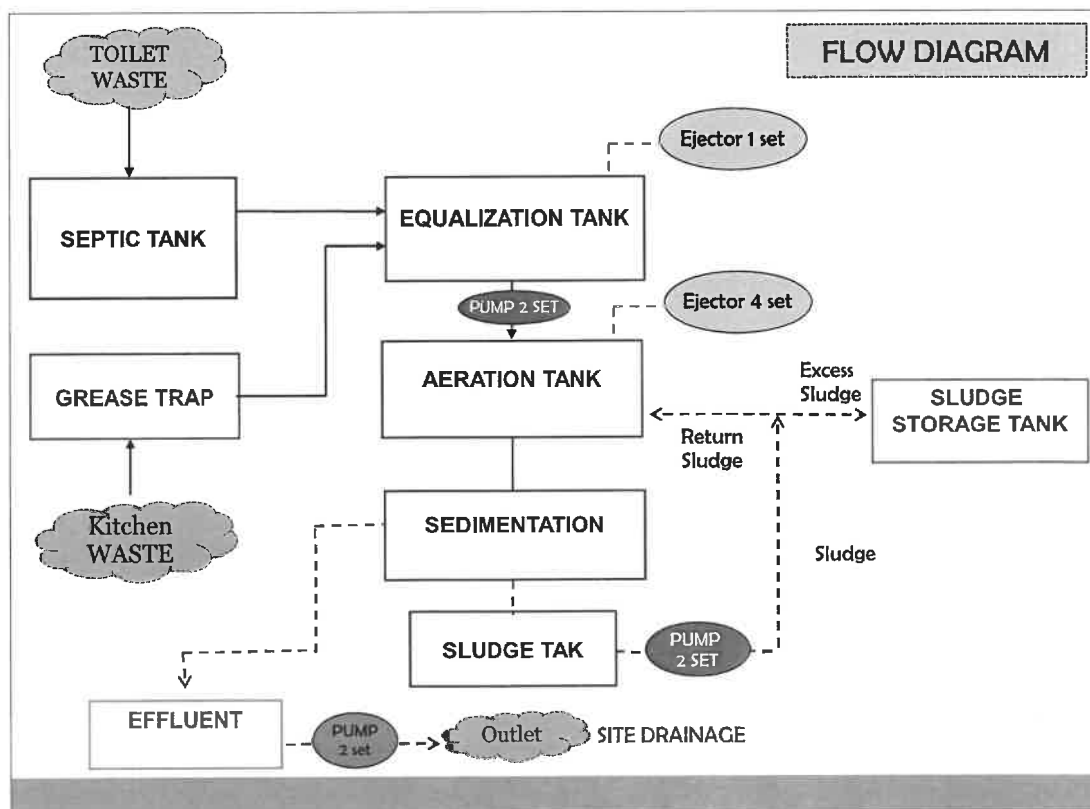 TOILET
WASTE
FLOW DIAGRAM
Ejector 1 set
SEPTIC TANK
EQUALIZATION TANK
PUMP 2 SET
Ejector 4 set
GREASE TRAP
AERATION TANK
Excess
Sludge
SLUDGE
STORAGE TANK
Return
Sludge
Kitchen
WASTE
SEDIMENTATION
Sludge
SLUDGE TAK
PUMP
2 SET
EFFLUENT
PUMP
2 set
Outlet
SITE DRAINAGE